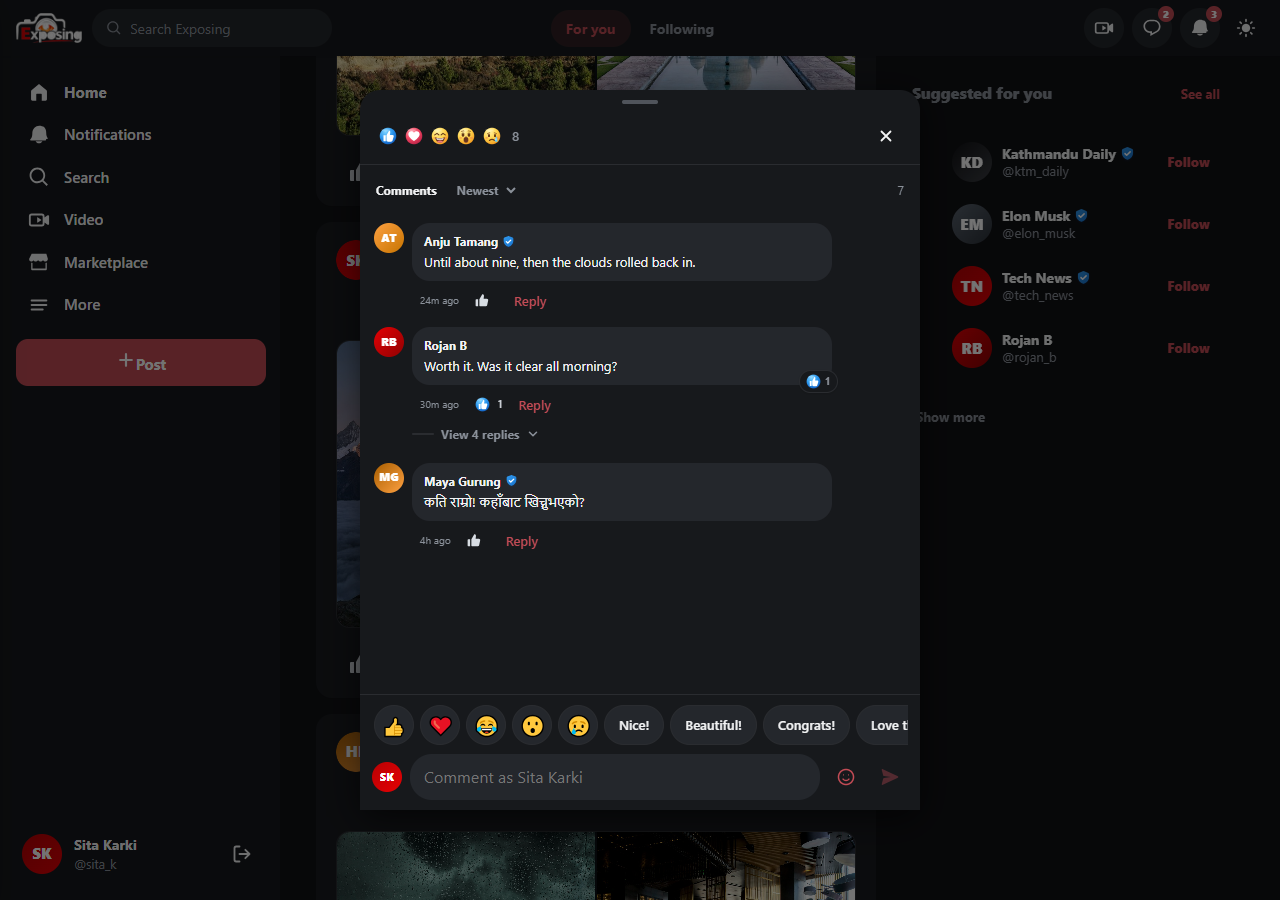 Exposing
Search Exposing
For you
Following
2
3
Home
Notifications
Search
Video
Marketplace
More
Post
SK
Sita Karki
@sita_k
8
Comments
Newest
7
AT
Anju Tamang
Until about nine, then the clouds rolled back in.
24m ago
Reply
RB
Rojan B
Worth it. Was it clear all morning?
1
30m ago
1
Reply
View 4 replies
MG
Maya Gurung
कति राम्रो! कहाँबाट खिच्नुभएको?
4h ago
Reply
Nice!
Beautiful!
Congrats!
Love t
SK
Comment as Sita Karki
Suggested for you
See all
KD
Kathmandu Daily
@ktm_daily
Follow
EM
Elon Musk
@elon_musk
Follow
TN
Tech News
@tech_news
Follow
RB
Rojan B
@rojan_b
Follow
Show more